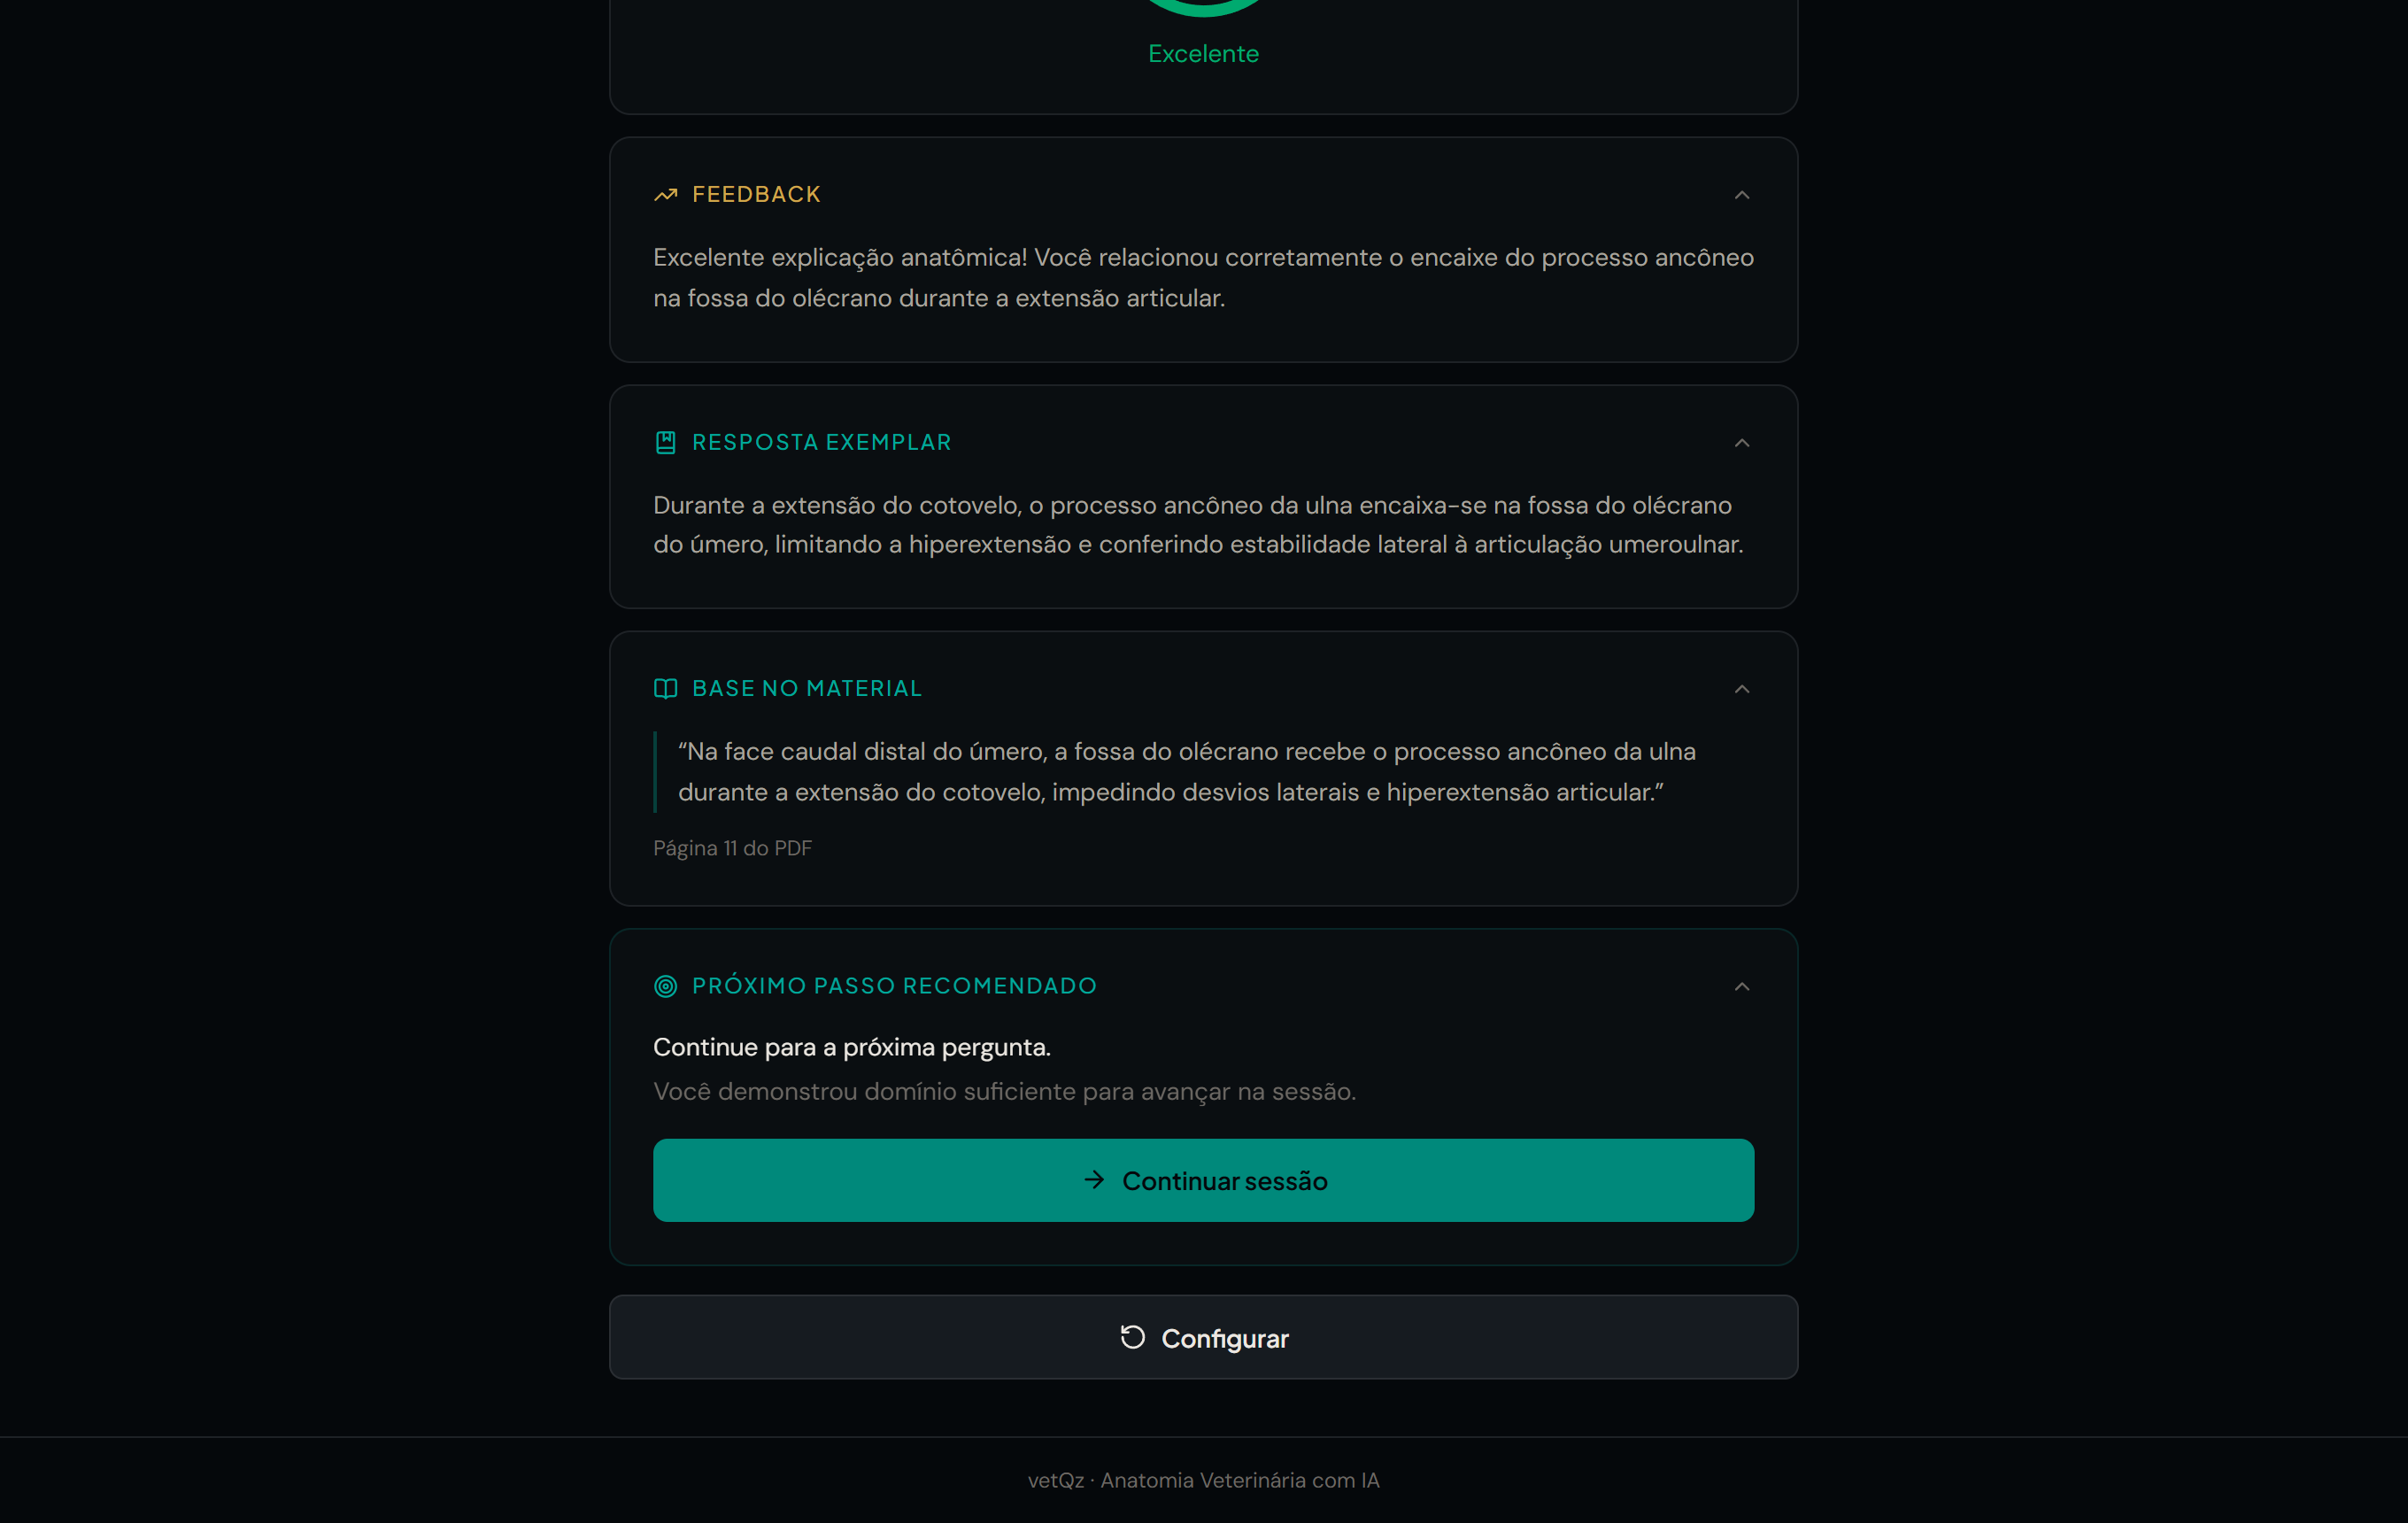 Excelente
FEEDBACK
Excelente explicação anatômica! Você relacionou corretamente o encaixe do processo ancôneo
na fossa do olécrano durante a extensão articular.
RESPOSTA EXEMPLAR
Durante a extensão do cotovelo, o processo ancôneo da ulna encaixa-se na fossa do olécrano
do úmero, limitando a hiperextensão e conferindo estabilidade lateral à articulação umeroulnar.
BASE NO MATERIAL
“Na face caudal distal do úmero, a fossa do olécrano recebe o processo ancôneo da ulna
durante a extensão do cotovelo, impedindo desvios laterais e hiperextensão articular.”
Página 11 do PDF
PRÓXIMO PASSO RECOMENDADO
Continue para a próxima pergunta.
Você demonstrou domínio suficiente para avançar na sessão.
Continuar sessão
Configurar
vetQz · Anatomia Veterinária com IA